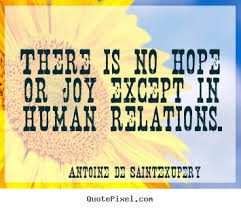 THERE IS NO HOPE
OR JOY EXCEPT IN
HUMAN RELATIONS.
ANTOINE DE SAINTEXUPERY
QuotePixel.com